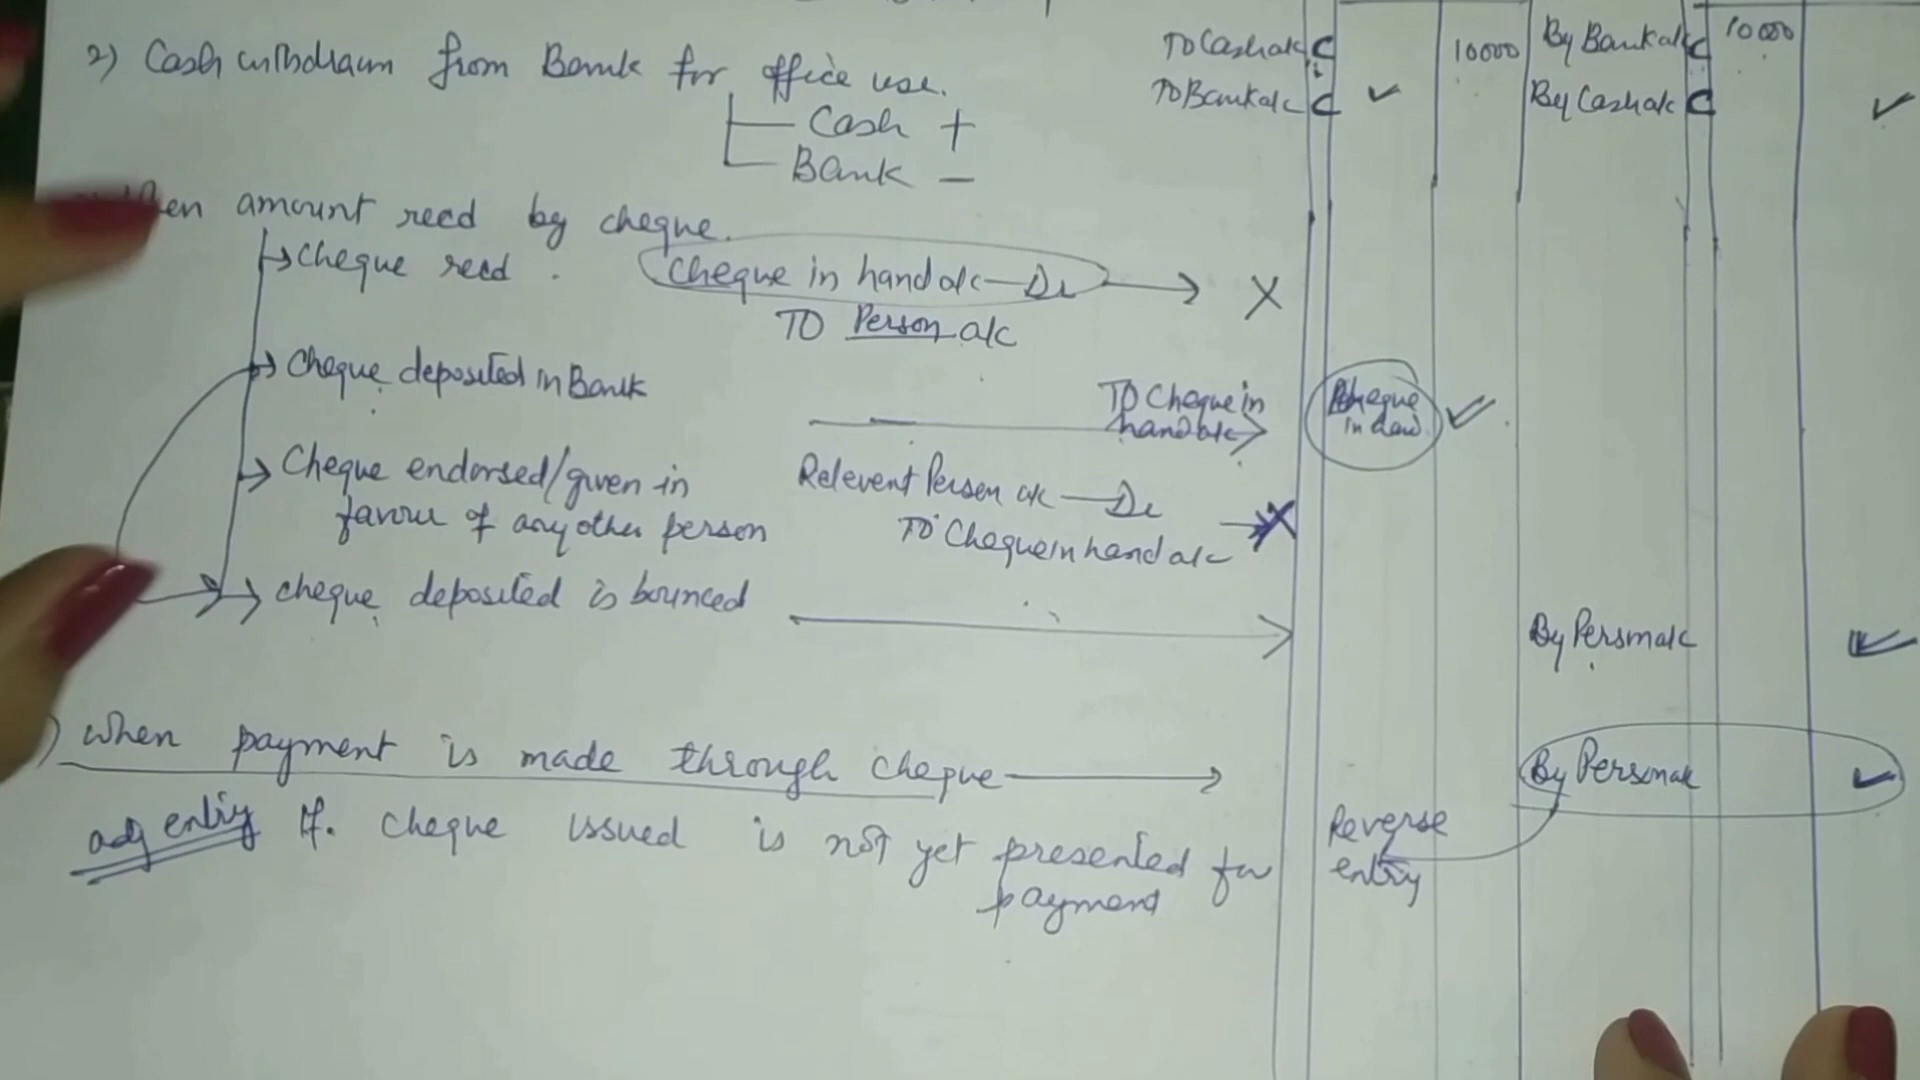 2) Cash withdrawn from Bank for office use.
Cash +
Bank –
To Cash a/c C 10000 By Bank a/c C 10000
To Bank a/c C ✓ By Cash a/c C ✓
When amount recd by cheque.
→ Cheque recd. Cheque in hand a/c — Dr → X
To Person a/c
→ Cheque deposited in Bank
To Cheque in
hand a/c
Cheque ✓
→ Cheque endorsed/given in
favour of any other person
Relevent Person a/c — Dr
To Cheque in hand a/c → X
→ cheque deposited is bounced → By Person a/c ✓
) when payment is made through cheque → By Person a/c ✓
adj entry If. cheque issued is not yet presented for
payment
Reverse
entry